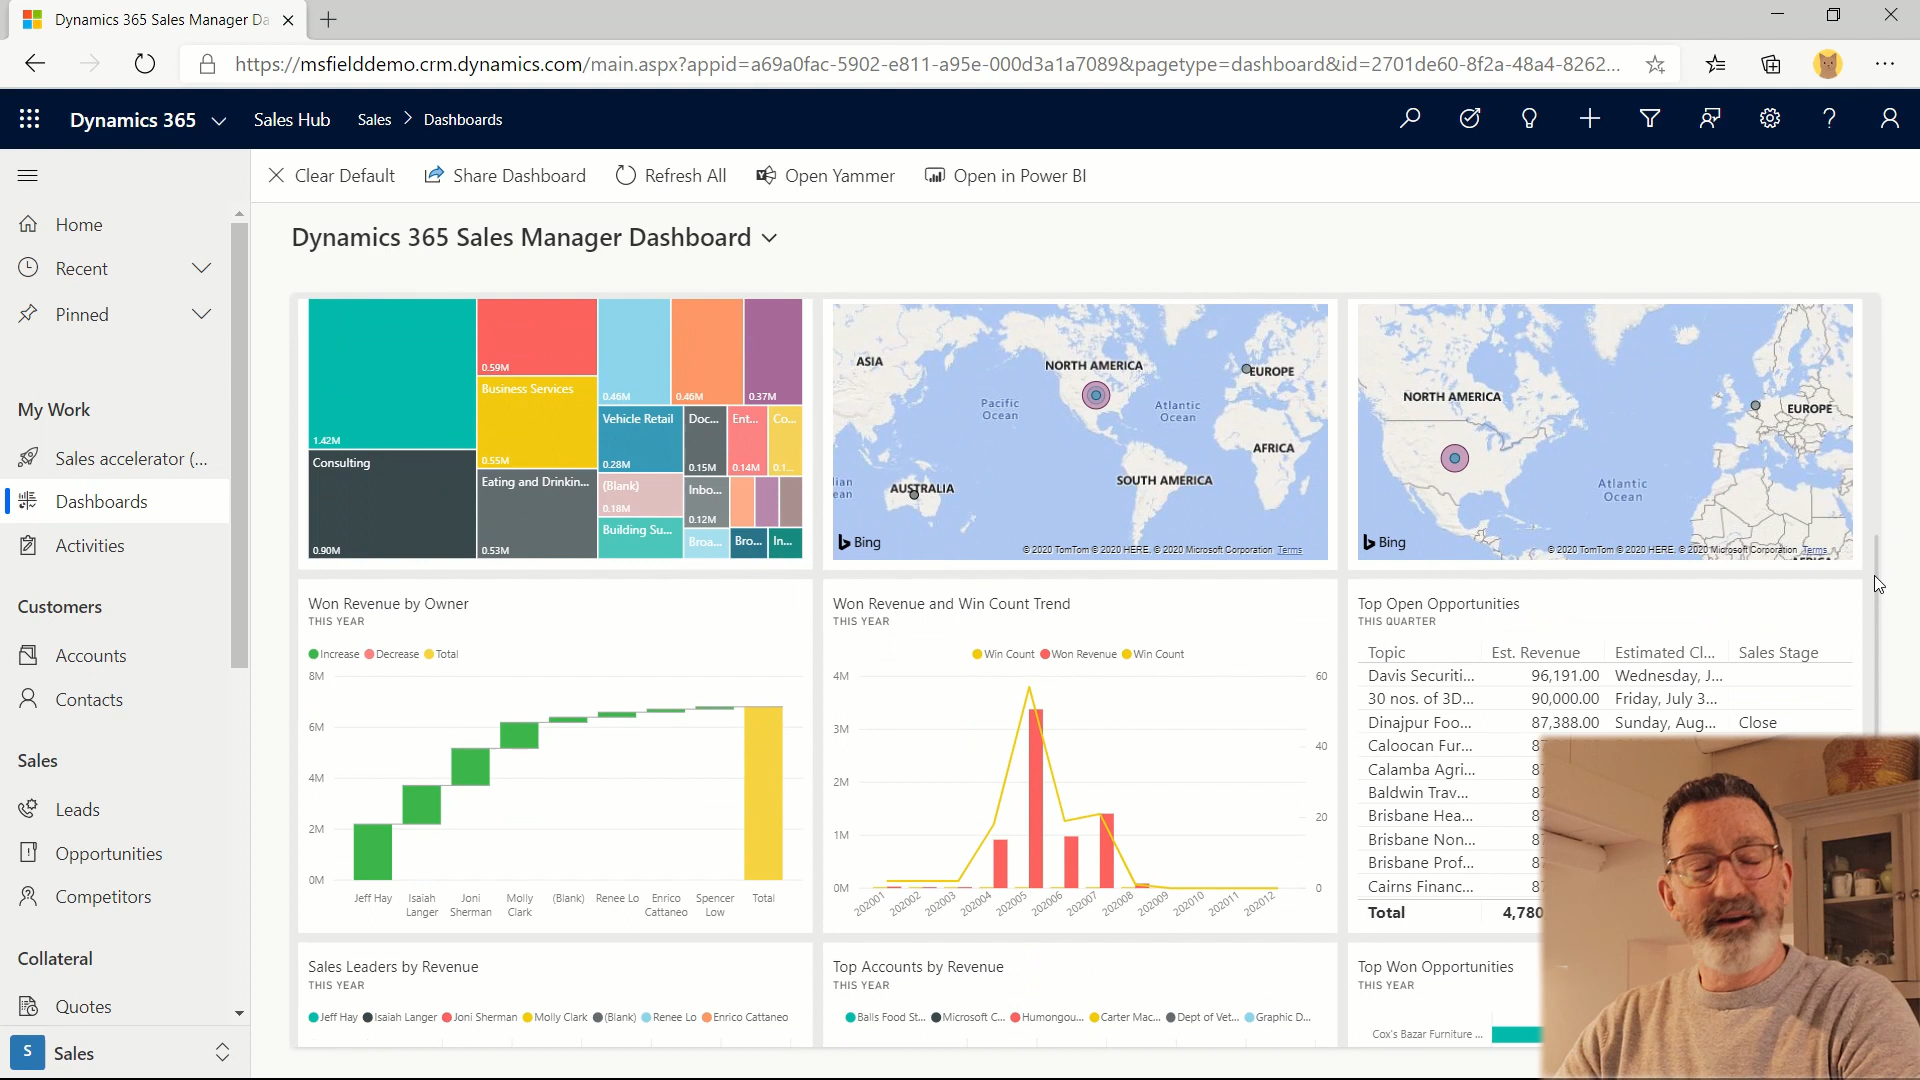 Dynamics 365 Sales Manager Da
https://msfielddemo.crm.dynamics.com/main.aspx?appid=a69a0fac-5902-e811-a95e-000d3a1a7089&pagetype=dashboard&id=2701de60-8f2a-48a4-8262...
Dynamics 365
Sales Hub
Sales > Dashboards
Clear Default
Share Dashboard
Refresh All
Open Yammer
Open in Power BI
Home
Recent
Pinned
My Work
Sales accelerator (...
Dashboards
Activities
Customers
Accounts
Contacts
Sales
Leads
Opportunities
Competitors
Collateral
Quotes
S
Sales
Dynamics 365 Sales Manager Dashboard
1.42M
Consulting
0.90M
0.59M
Business Services
0.55M
Eating and Drinkin...
0.53M
0.46M
0.46M
0.37M
Vehicle Retail
0.28M
Doc...
0.15M
Ent...
0.14M
Co...
0.1...
(Blank)
0.18M
Inbo...
0.12M
Building Su...
Broa...
Bro...
In...
ASIA
NORTH AMERICA
EUROPE
Pacific
Ocean
Atlantic
Ocean
AFRICA
SOUTH AMERICA
AUSTRALIA
ian
ean
Bing
© 2020 TomTom © 2020 HERE, © 2020 Microsoft Corporation Terms
NORTH AMERICA
EUROPE
Atlantic
Ocean
AFRICA
Bing
© 2020 TomTom © 2020 HERE, © 2020 Microsoft Corporation Terms
Won Revenue by Owner
THIS YEAR
Increase Decrease Total
8M
6M
4M
2M
0M
Jeff Hay
Isaiah Langer
Joni Sherman
Molly Clark
(Blank)
Renee Lo
Enrico Cattaneo
Spencer Low
Total
Won Revenue and Win Count Trend
THIS YEAR
Win Count Won Revenue Win Count
4M
3M
2M
1M
0M
60
40
20
0
202001 202002 202003 202004 202005 202006 202007 202008 202009 202010 202011 202012
Top Open Opportunities
THIS QUARTER
Topic Est. Revenue Estimated Cl... Sales Stage
Davis Securiti... 96,191.00 Wednesday, J...
30 nos. of 3D... 90,000.00 Friday, July 3...
Dinajpur Foo... 87,388.00 Sunday, Aug... Close
Caloocan Fur... 87
Calamba Agri... 87
Baldwin Trav... 87
Brisbane Hea... 87
Brisbane Non... 87
Brisbane Prof... 87
Cairns Financ... 87
Total 4,780
Sales Leaders by Revenue
THIS YEAR
Jeff Hay Isaiah Langer Joni Sherman Molly Clark (Blank) Renee Lo Enrico Cattaneo
Top Accounts by Revenue
THIS YEAR
Balls Food St... Microsoft C... Humongou... Carter Mac... Dept of Vet... Graphic D...
Top Won Opportunities
THIS YEAR
Cox's Bazar Furniture ...